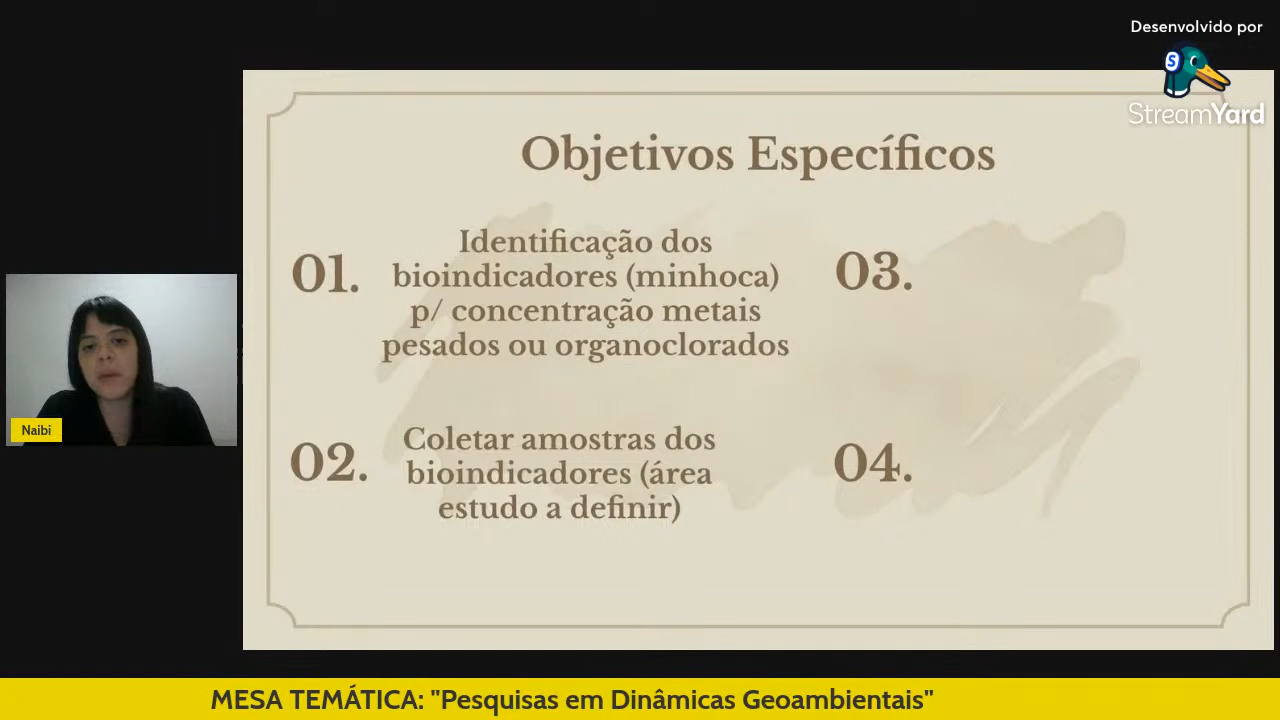 Desenvolvido por
StreamYard
Objetivos Específicos
01.
Identificação dos
bioindicadores (minhoca)
p/ concentração metais
pesados ou organoclorados
02.
Coletar amostras dos
bioindicadores (área
estudo a definir)
03.
04.
Naibi
MESA TEMÁTICA: "Pesquisas em Dinâmicas Geoambientais"